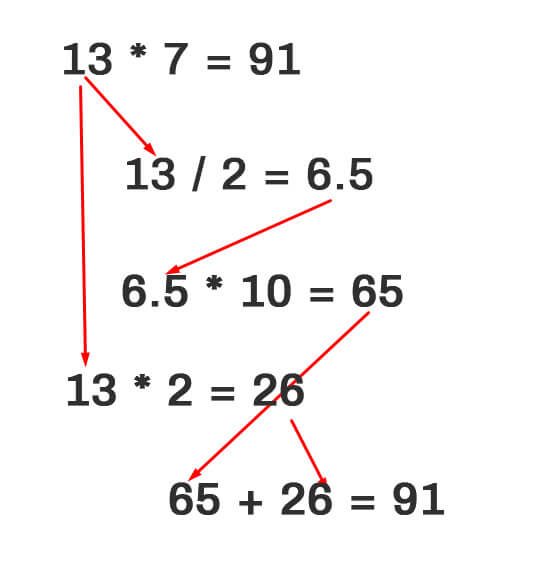 13 * 7 = 91
13 / 2 = 6.5
6.5 * 10 = 65
13 * 2 = 26
65 + 26 = 91